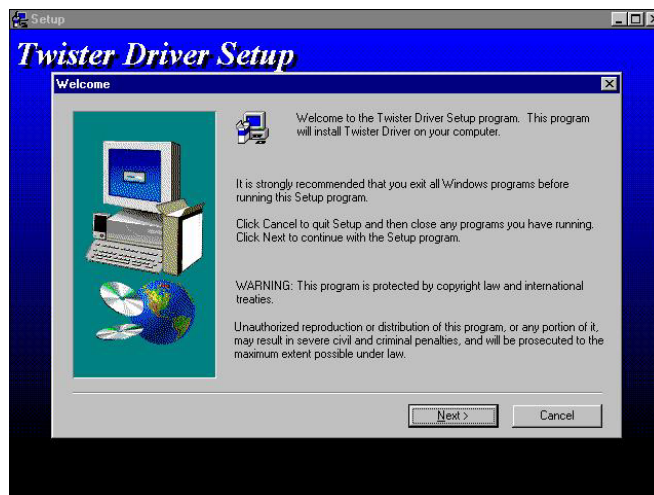 Setup
Twister Driver Setup
Welcome
Welcome to the Twister Driver Setup program. This program
will install Twister Driver on your computer.
It is strongly recommended that you exit all Windows programs before
running this Setup program.
Click Cancel to quit Setup and then close any programs you have running.
Click Next to continue with the Setup program.
WARNING: This program is protected by copyright law and international
treaties.
Unauthorized reproduction or distribution of this program, or any portion of it,
may result in severe civil and criminal penalties, and will be prosecuted to the
maximum extent possible under law.
Next > Cancel